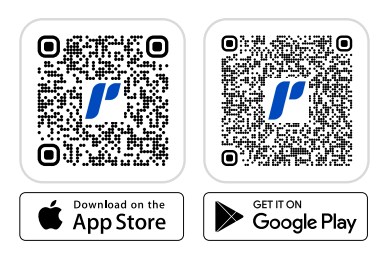 Download on the
App Store
GET IT ON
Google Play